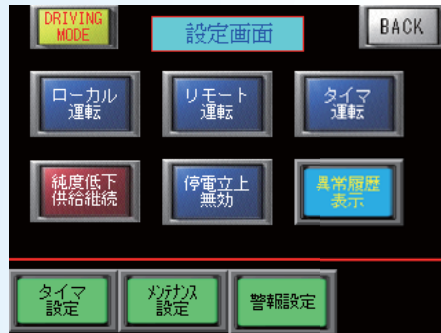 DRIVING
MODE
設定画面
BACK
ローカル
運転
リモート
運転
タイマ
運転
純度低下
供給継続
停電立上
無効
異常履歴
表示
タイマ
設定
ﾒﾝﾃﾅﾝｽ
設定
警報設定